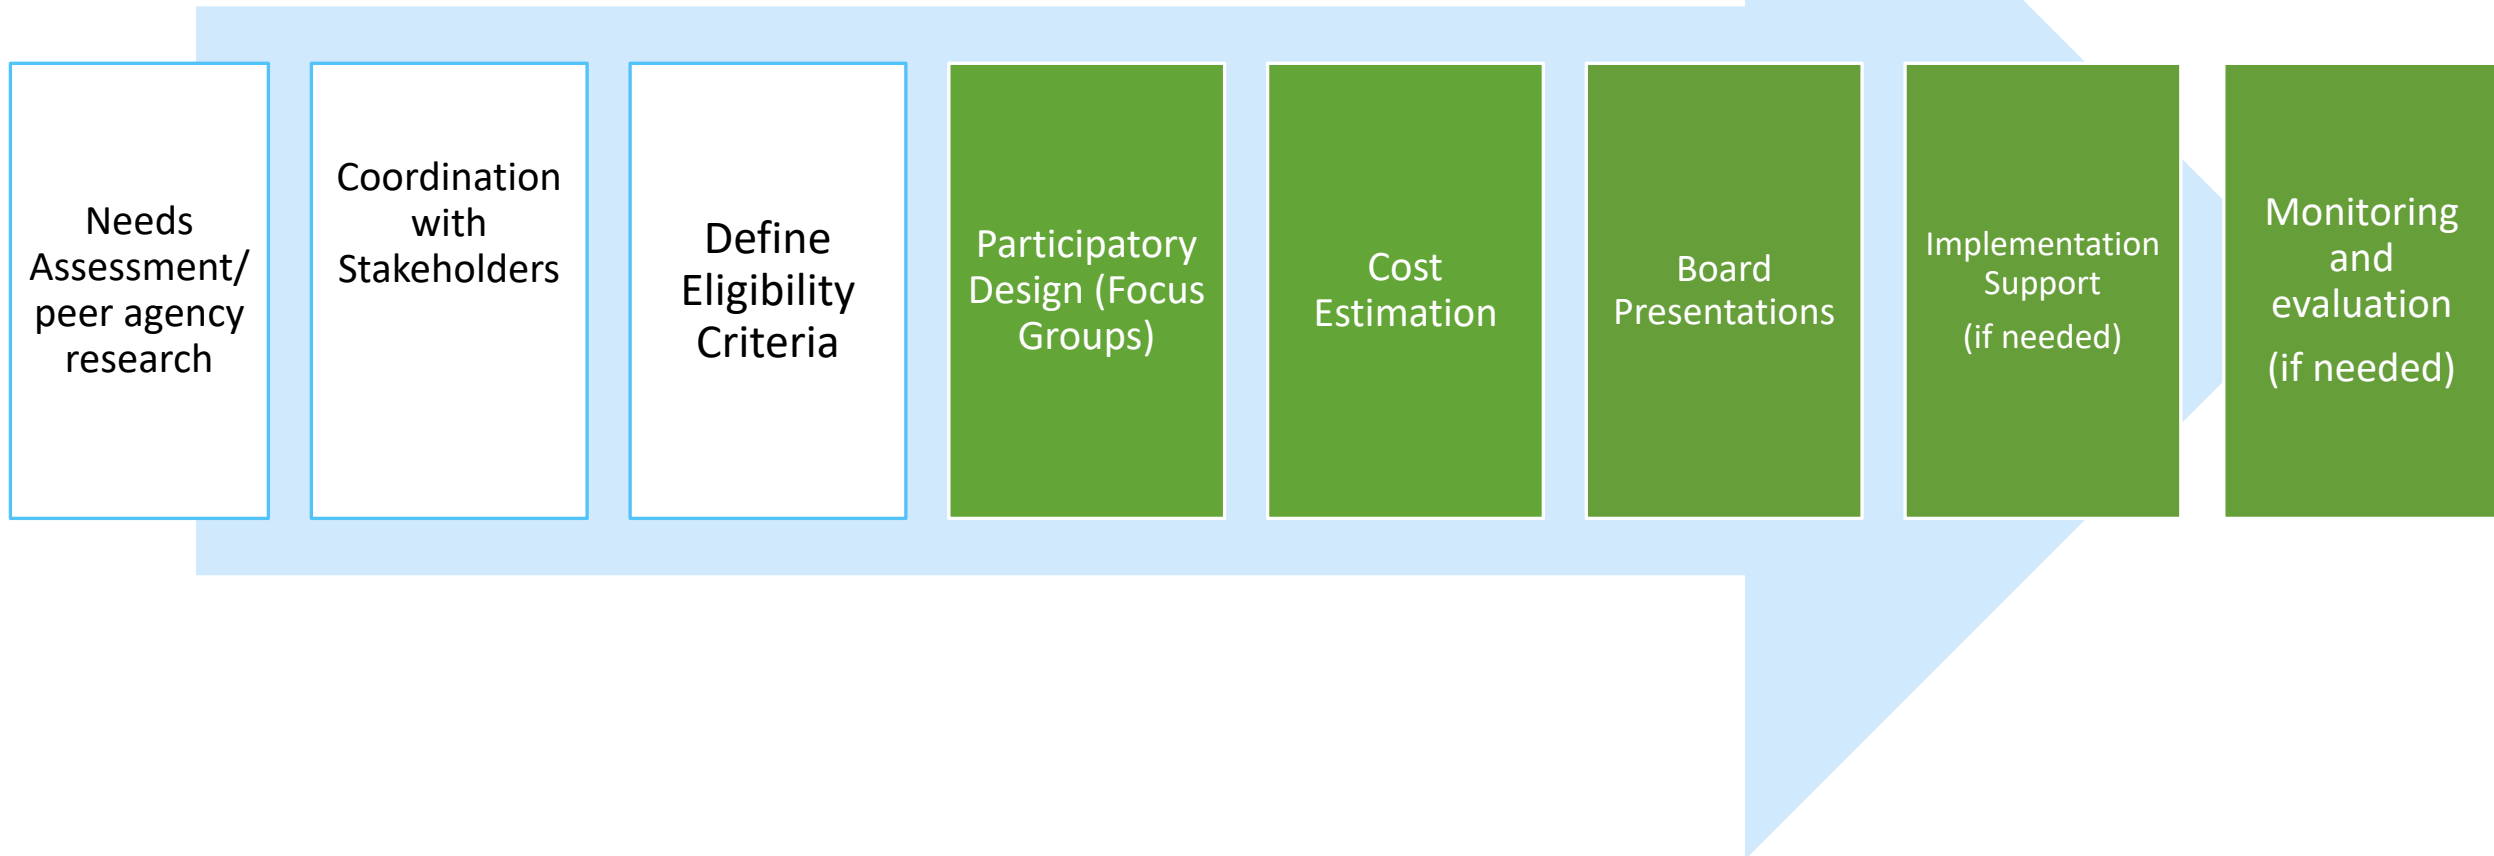 Needs
Assessment/
peer agency
research
Coordination
with
Stakeholders
Define
Eligibility
Criteria
Participatory
Design (Focus
Groups)
Cost
Estimation
Board
Presentations
Implementation
Support
(if needed)
Monitoring
and
evaluation
(if needed)